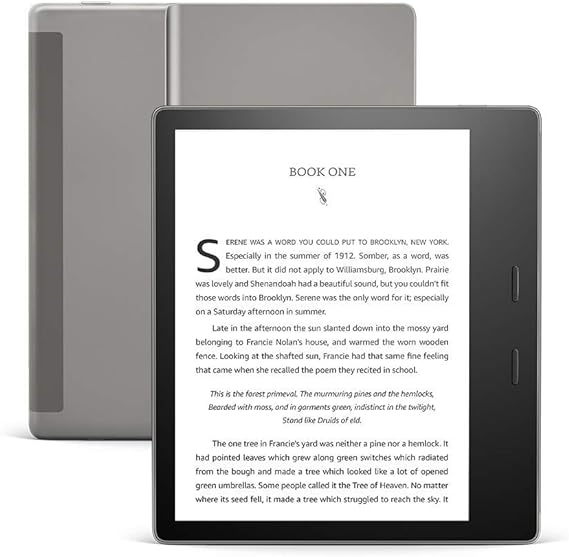 BOOK ONE
SERENE WAS A WORD YOU COULD PUT TO BROOKLYN, NEW YORK.
Especially in the summer of 1912. Somber, as a word, was
better. But it did not apply to Williamsburg, Brooklyn. Prairie
was lovely and Shenandoah had a beautiful sound, but you couldn't fit
those words into Brooklyn. Serene was the only word for it; especially
on a Saturday afternoon in summer.
Late in the afternoon the sun slanted down into the mossy yard
belonging to Francie Nolan's house, and warmed the worn wooden
fence. Looking at the shafted sun, Francie had that same fine feeling
that came when she recalled the poem they recited in school.
This is the forest primeval. The murmuring pines and the hemlocks,
Bearded with moss, and in garments green, indistinct in the twilight,
Stand like Druids of eld.
The one tree in Francie's yard was neither a pine nor a hemlock. It
had pointed leaves which grew along green switches which radiated
from the bough and made a tree which looked like a lot of opened
green umbrellas. Some people called it the Tree of Heaven. No matter
where its seed fell, it made a tree which struggled to reach the sky. It